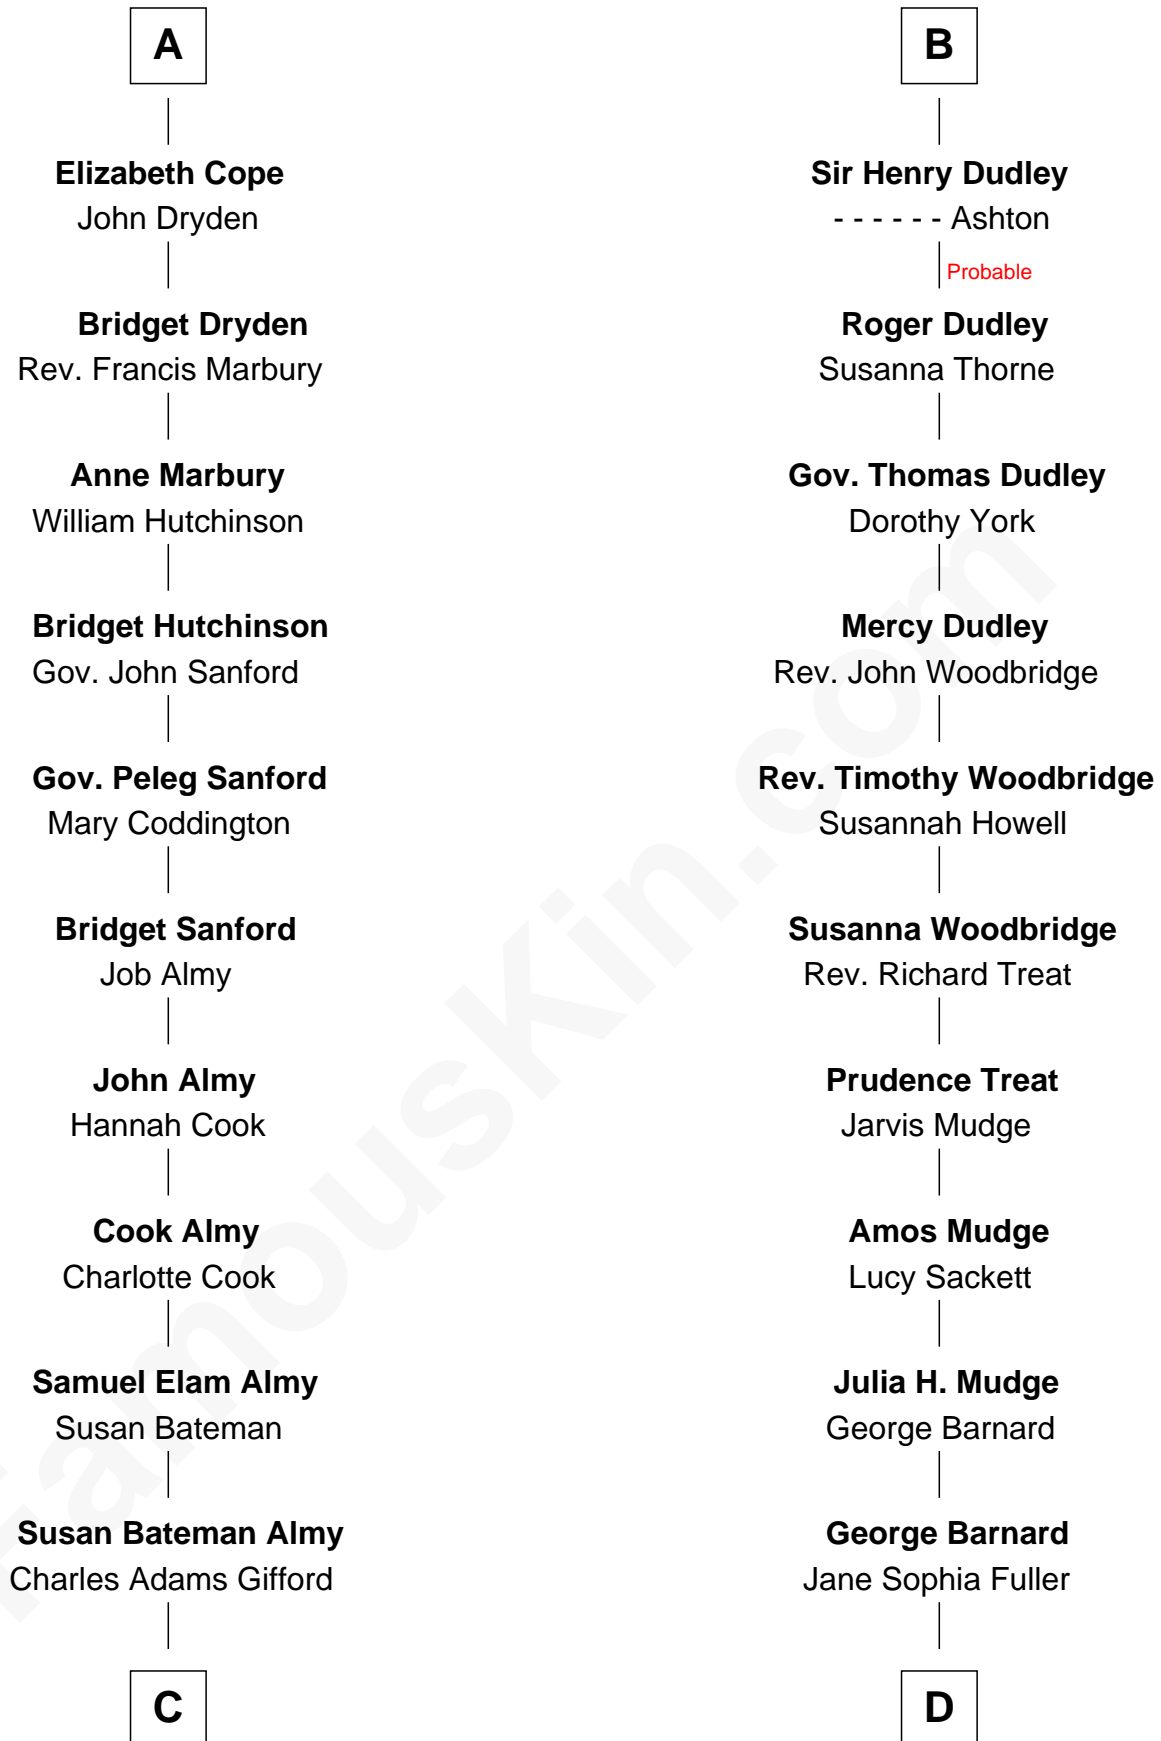 A
Elizabeth Cope
John Dryden
Bridget Dryden
Rev. Francis Marbury
Anne Marbury
William Hutchinson
Bridget Hutchinson
Gov. John Sanford
Gov. Peleg Sanford
Mary Coddington
Bridget Sanford
Job Almy
John Almy
Hannah Cook
Cook Almy
Charlotte Cook
Samuel Elam Almy
Susan Bateman
Susan Bateman Almy
Charles Adams Gifford
C
B
Sir Henry Dudley
- - - - - - Ashton
Probable
Roger Dudley
Susanna Thorne
Gov. Thomas Dudley
Dorothy York
Mercy Dudley
Rev. John Woodbridge
Rev. Timothy Woodbridge
Susannah Howell
Susanna Woodbridge
Rev. Richard Treat
Prudence Treat
Jarvis Mudge
Amos Mudge
Lucy Sackett
Julia H. Mudge
George Barnard
George Barnard
Jane Sophia Fuller
D
FamousKin.com